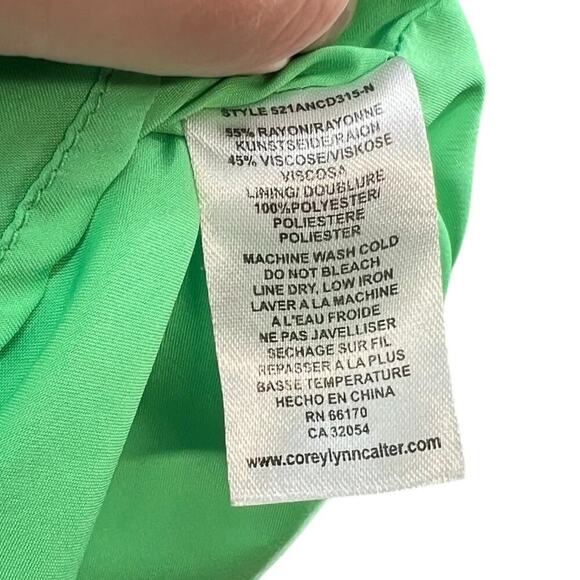 STYLE 521ANCD315-N
55% RAYON/RAYONNE
KUNSTSEIDE/RAION
45% VISCOSE/VISKOSE
VISCOSA
LINING/ DOUBLURE
100%POLYESTER/
POLIESTERE
POLIESTER
MACHINE WASH COLD
DO NOT BLEACH
LINE DRY, LOW IRON
LAVER A LA MACHINE
A L'EAU FROIDE
NE PAS JAVELLISER
SECHAGE SUR FIL
REPASSER A LA PLUS
BASSE TEMPERATURE
HECHO EN CHINA
RN 66170
CA 32054
www.coreylynncalter.com